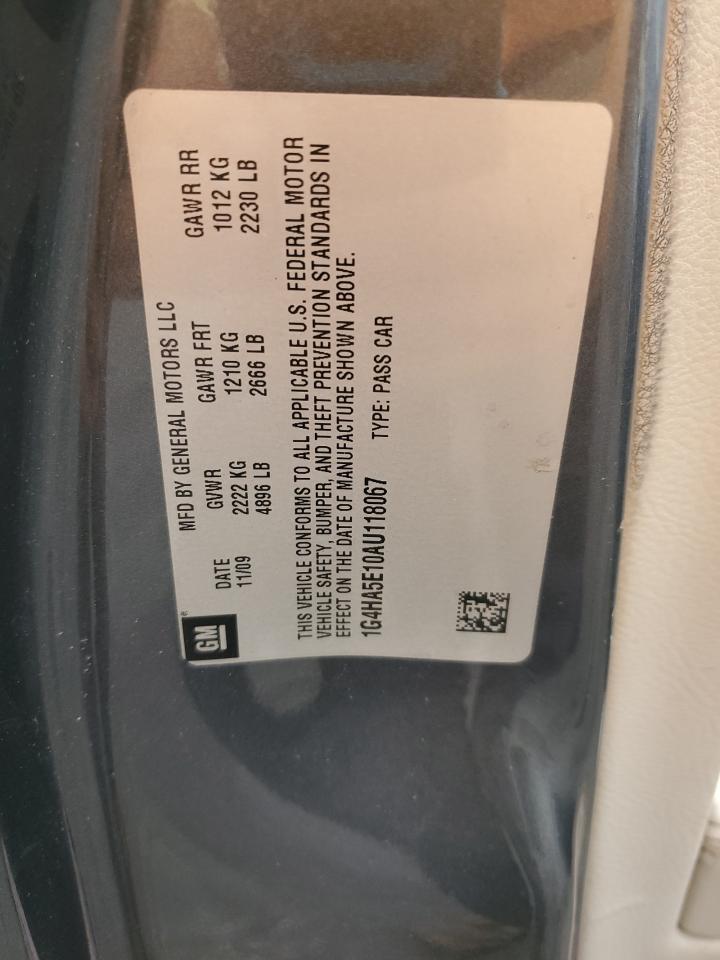 GM
MFD BY GENERAL MOTORS LLC
DATE GVWR GAWR FRT GAWR RR
11/09 2222 KG 1210 KG 1012 KG
4896 LB 2666 LB 2230 LB
THIS VEHICLE CONFORMS TO ALL APPLICABLE U.S. FEDERAL MOTOR
VEHICLE SAFETY, BUMPER, AND THEFT PREVENTION STANDARDS IN
EFFECT ON THE DATE OF MANUFACTURE SHOWN ABOVE.
1G4HA5E10AU118067 TYPE: PASS CAR